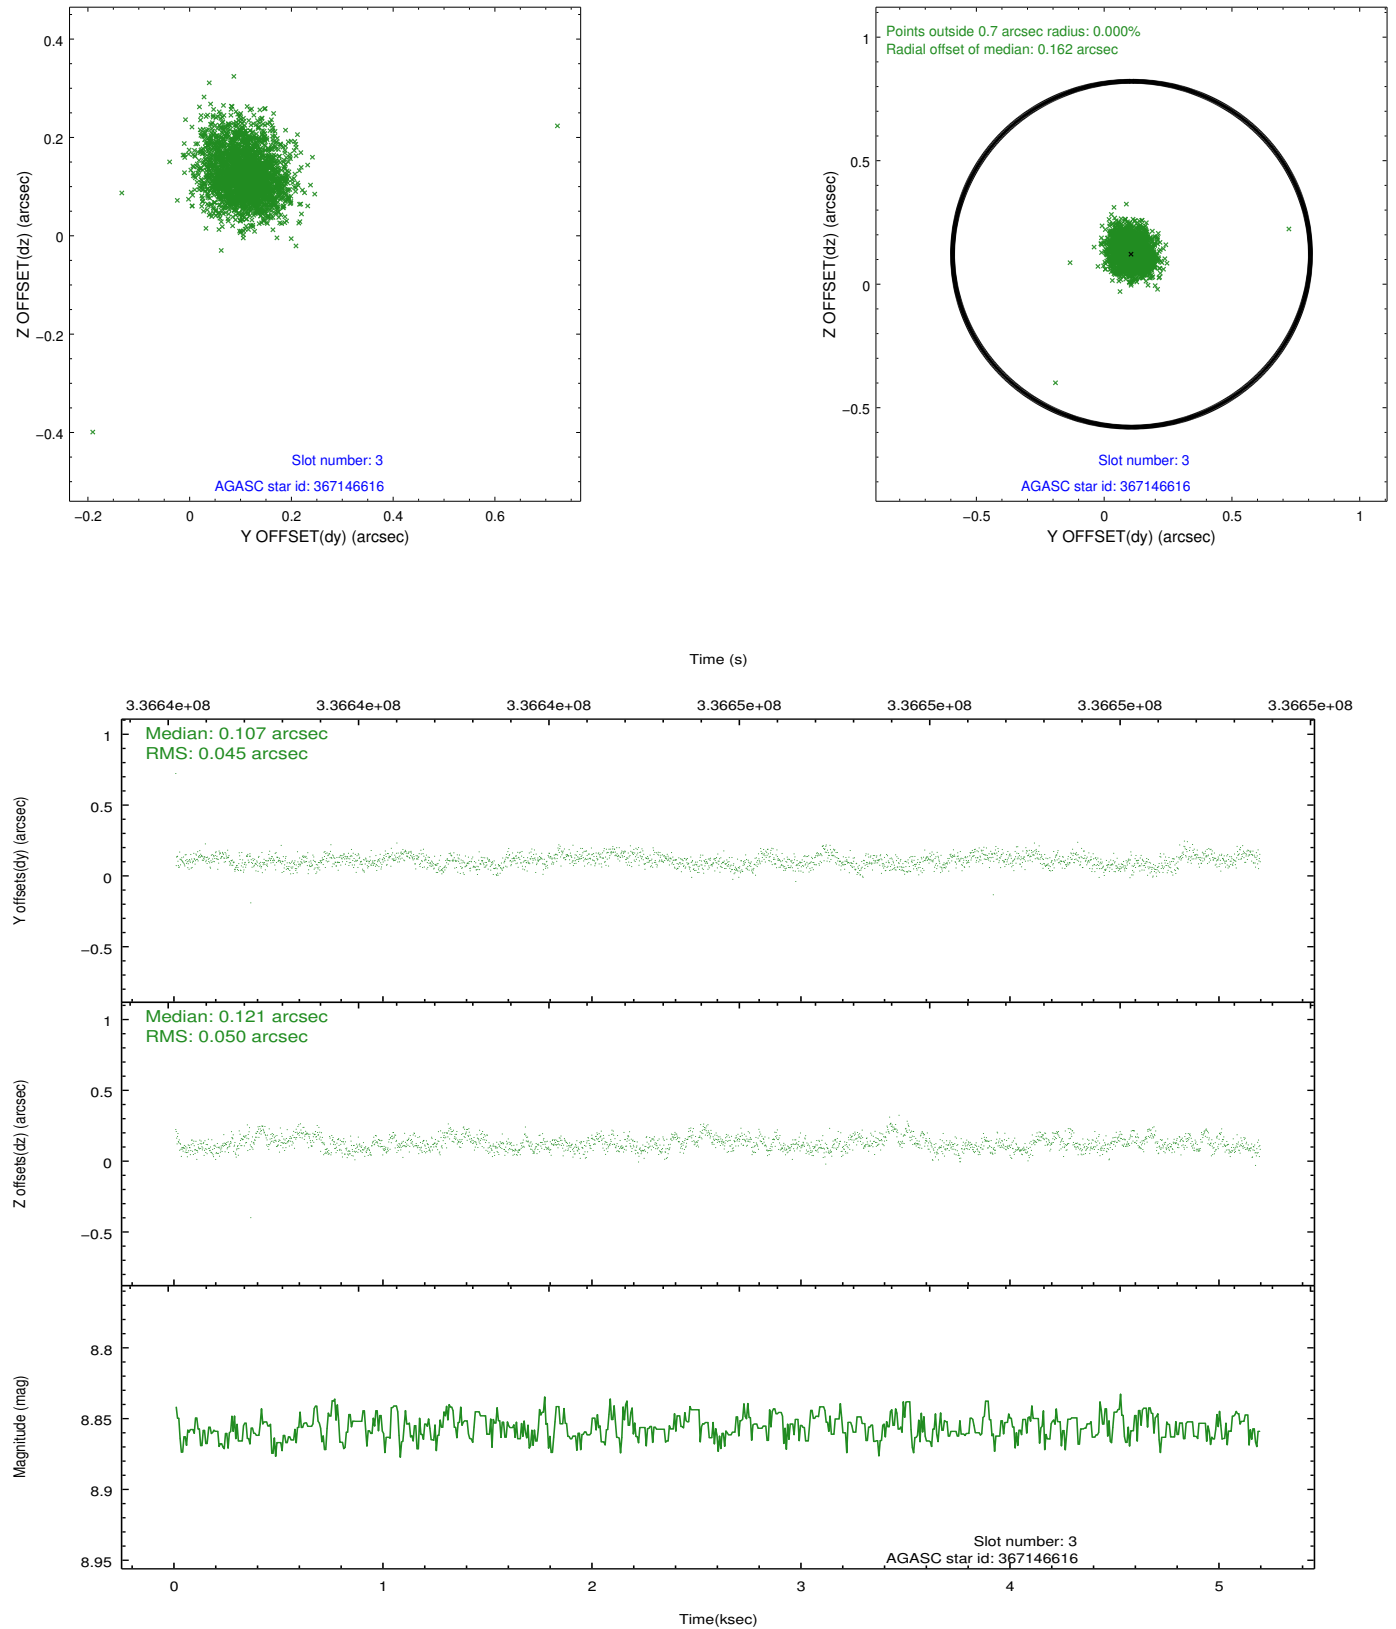 0.4
0.2
0
−0.2
−0.4
Z OFFSET(dz) (arcsec)
Slot number: 3
AGASC star id: 367146616
−0.2 0 0.2 0.4 0.6
Y OFFSET(dy) (arcsec)
Points outside 0.7 arcsec radius: 0.000%
Radial offset of median: 0.162 arcsec
1
0.5
0
−0.5
Z OFFSET(dz) (arcsec)
Slot number: 3
AGASC star id: 367146616
−0.5 0 0.5 1
Y OFFSET(dy) (arcsec)
Time (s)
3.3664e+08 3.3664e+08 3.3664e+08 3.3665e+08 3.3665e+08 3.3665e+08 3.3665e+08
Median: 0.107 arcsec
RMS: 0.045 arcsec
1
0.5
0
−0.5
Y offsets(dy) (arcsec)
Median: 0.121 arcsec
RMS: 0.050 arcsec
1
0.5
0
−0.5
Z offsets(dz) (arcsec)
8.8
8.85
8.9
8.95
Magnitude (mag)
Slot number: 3
AGASC star id: 367146616
0 1 2 3 4 5
Time(ksec)